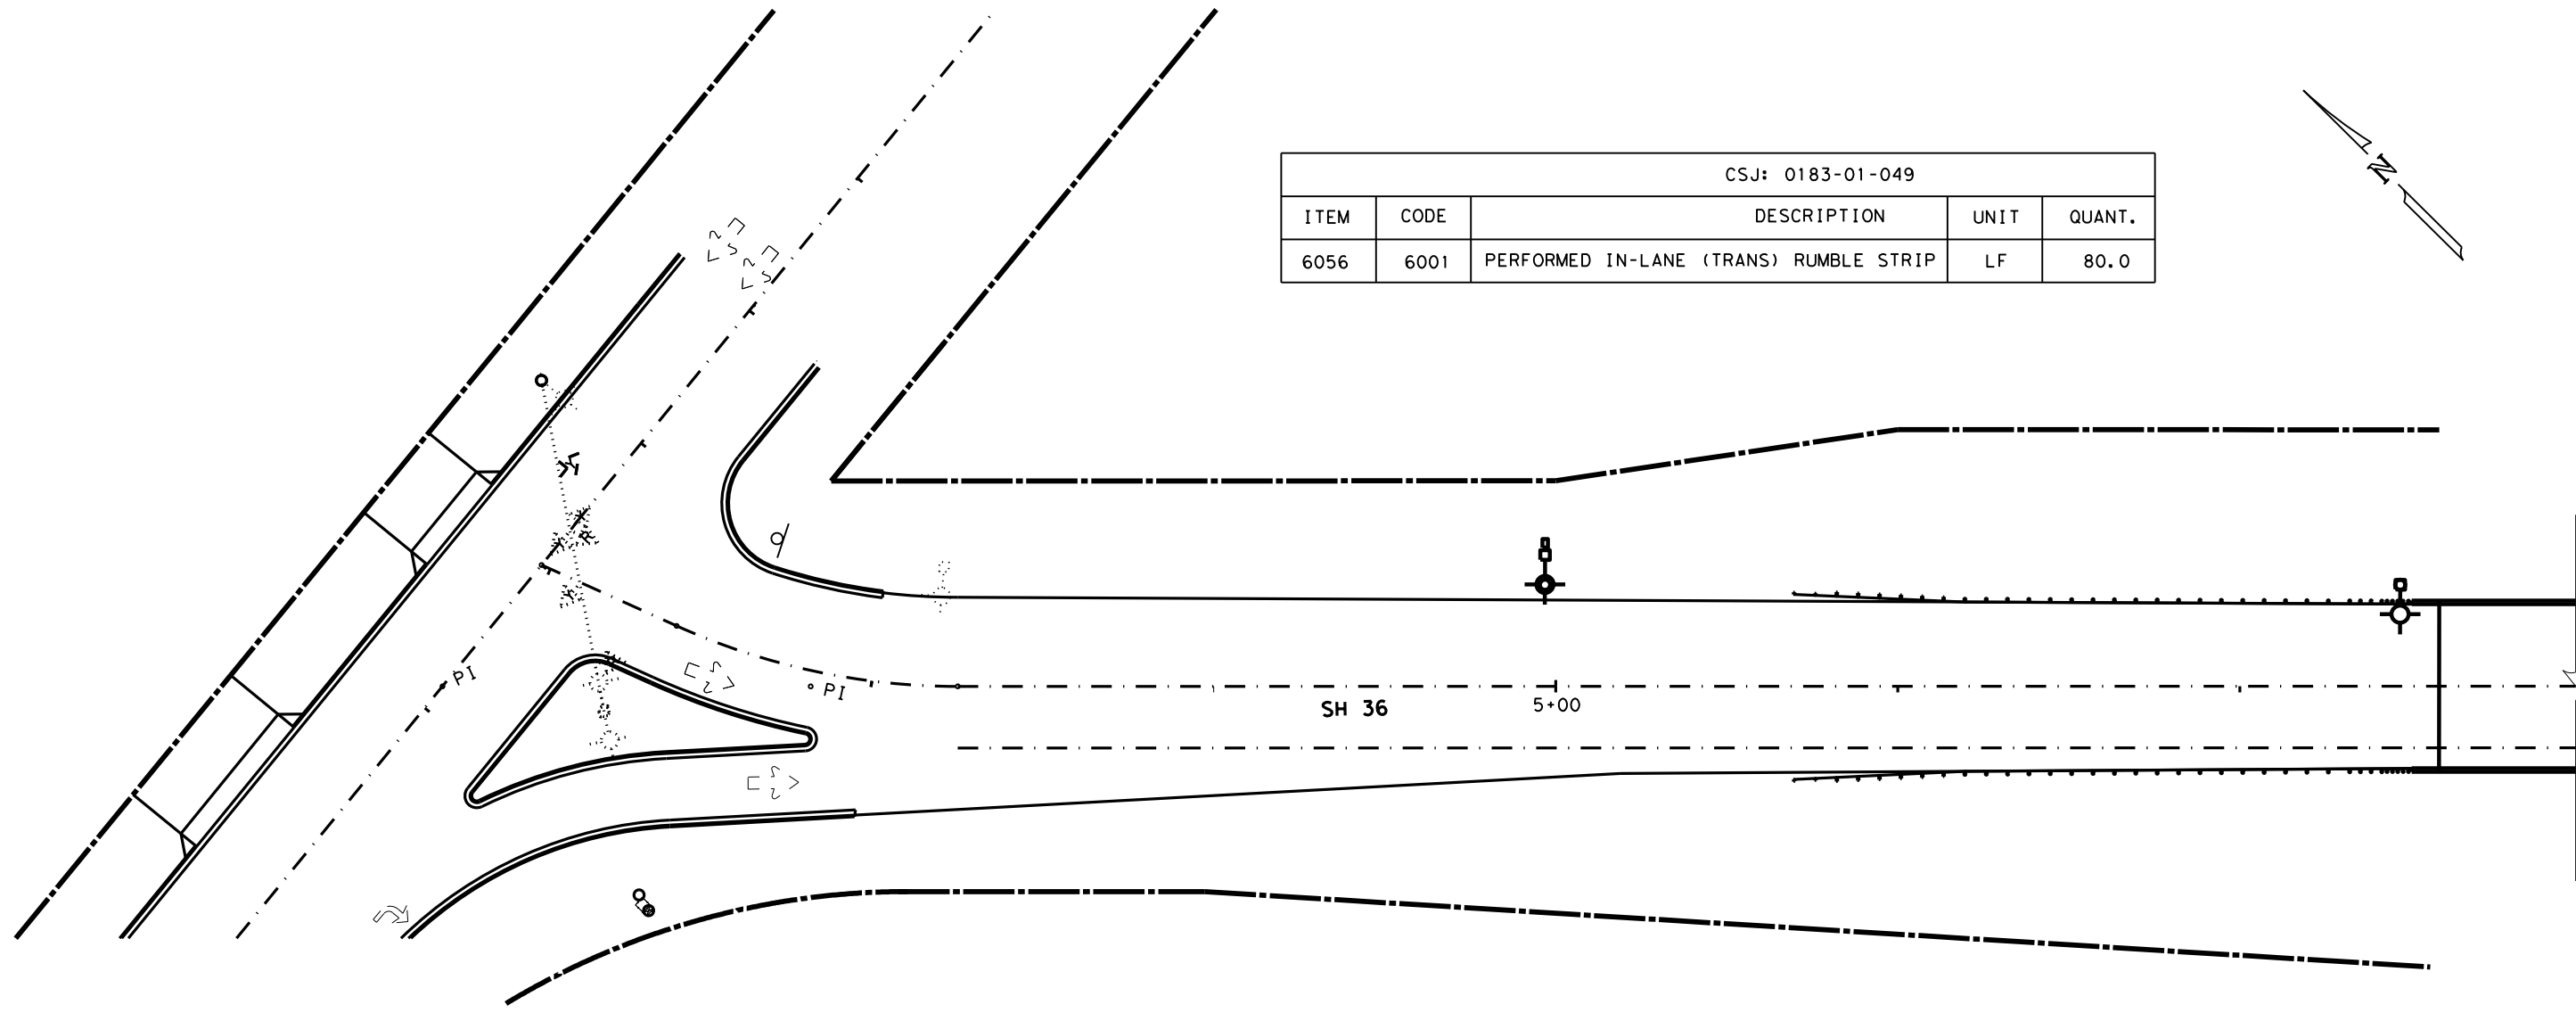 CSJ: 0183-01-049
ITEM CODE DESCRIPTION UNIT QUANT.
6056 6001 PERFORMED IN-LANE (TRANS) RUMBLE STRIP LF 80.0
N
PI
PI
SH 36
5+00